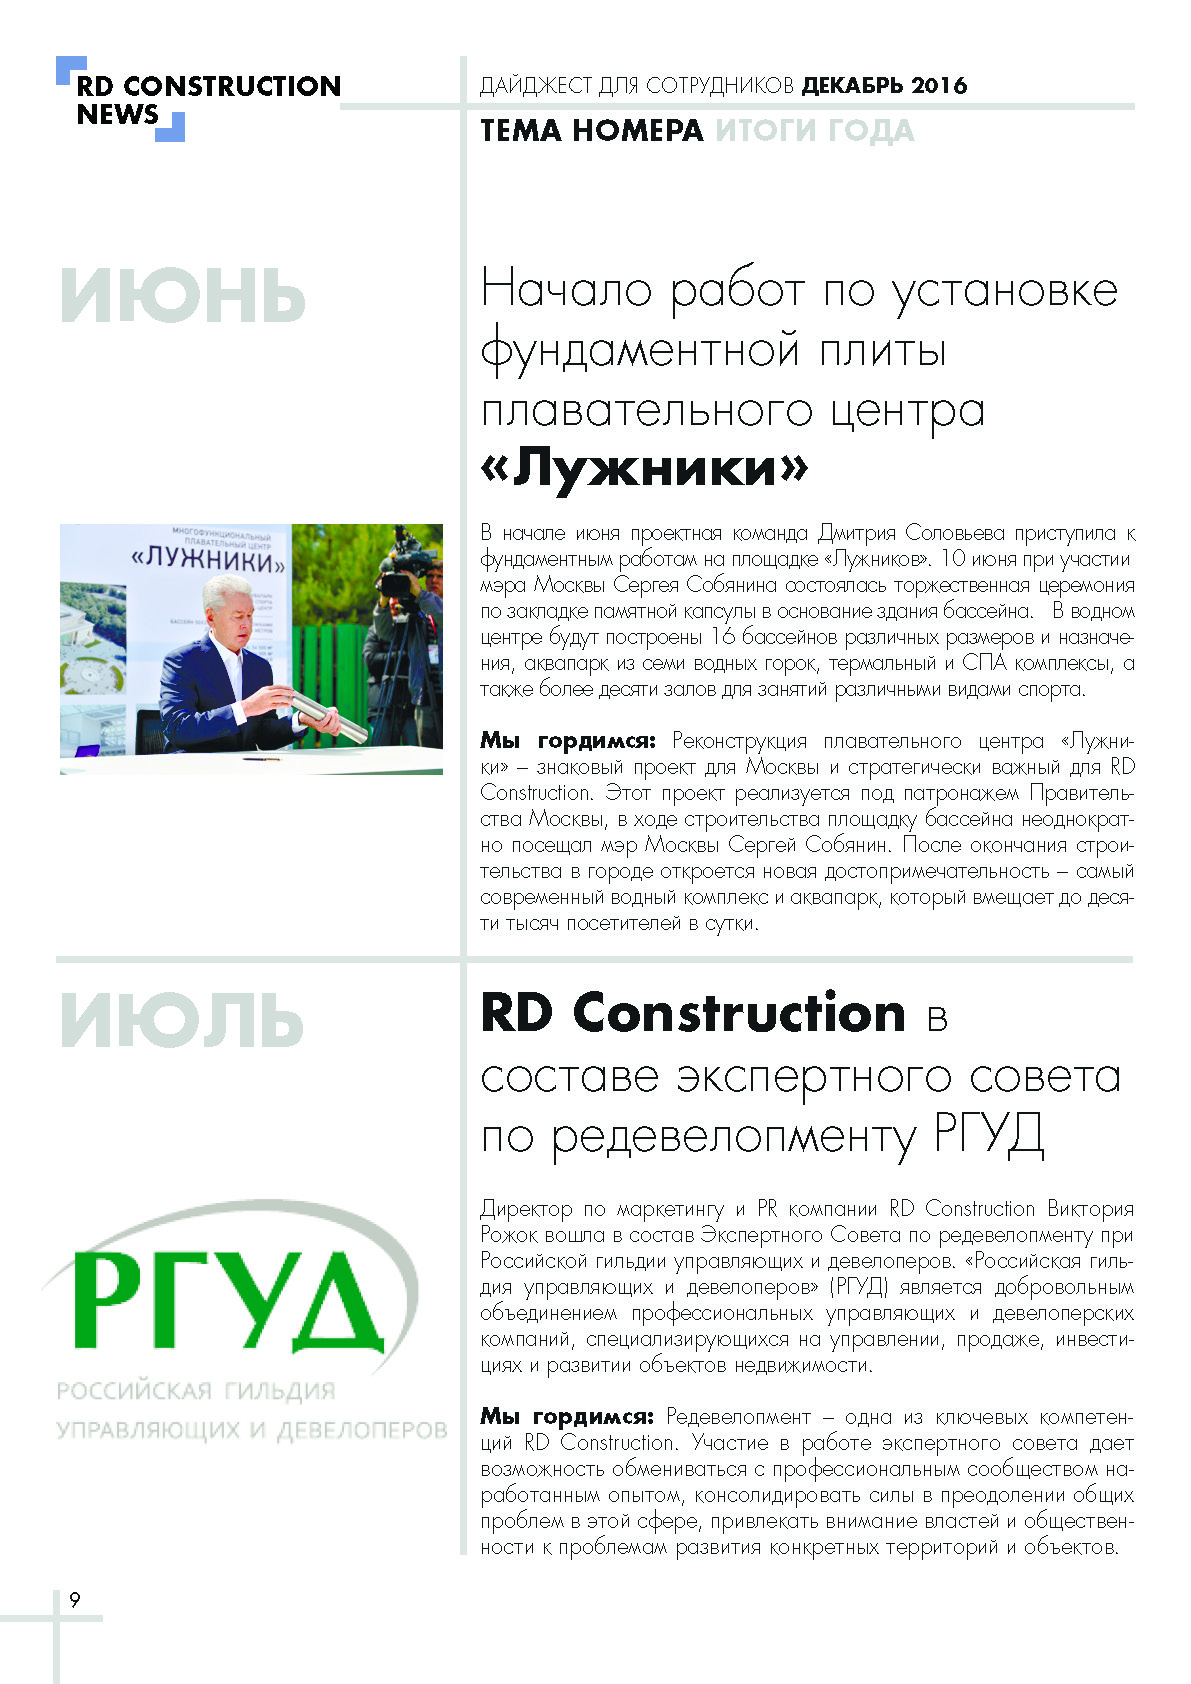 RD CONSTRUCTION
NEWS
ДАЙДЖЕСТ ДЛЯ СОТРУДНИКОВ ДЕКАБРЬ 2016
ТЕМА НОМЕРА ИТОГИ ГОДА
ИЮНЬ
Начало работ по установке
фундаментной плиты
плавательного центра
«Лужники»
МНОГОФУНКЦИОНАЛЬНЫЙ
ПЛАВАТЕЛЬНЫЙ ЦЕНТР
«ЛУЖНИКИ»
В начале июня проектная команда Дмитрия Соловьева приступила к
фундаментным работам на площадке «Лужников». 10 июня при участии
мэра Москвы Сергея Собянина состоялась торжественная церемония
по закладке памятной капсулы в основание здания бассейна. В водном
центре будут построены 16 бассейнов различных размеров и назначе-
ния, аквапарк из семи водных горок, термальный и СПА комплексы, а
также более десяти залов для занятий различными видами спорта.
Мы гордимся: Реконструкция плавательного центра «Лужни-
ки» – знаковый проект для Москвы и стратегически важный для RD
Construction. Этот проект реализуется под патронажем Правитель-
ства Москвы, в ходе строительства площадку бассейна неоднократ-
но посещал мэр Москвы Сергей Собянин. После окончания строи-
тельства в городе откроется новая достопримечательность – самый
современный водный комплекс и аквапарк, который вмещает до деся-
ти тысяч посетителей в сутки.
ИЮЛЬ
RD Construction в
составе экспертного совета
по редевелопменту РГУД
РГУД
РОССИЙСКАЯ ГИЛЬДИЯ
УПРАВЛЯЮЩИХ И ДЕВЕЛОПЕРОВ
Директор по маркетингу и PR компании RD Construction Виктория
Рожок вошла в состав Экспертного Совета по редевелопменту при
Российской гильдии управляющих и девелоперов. «Российская гиль-
дия управляющих и девелоперов» (РГУД) является добровольным
объединением профессиональных управляющих и девелоперских
компаний, специализирующихся на управлении, продаже, инвести-
циях и развитии объектов недвижимости.
Мы гордимся: Редевелопмент – одна из ключевых компетен-
ций RD Construction. Участие в работе экспертного совета дает
возможность обмениваться с профессиональным сообществом на-
работанным опытом, консолидировать силы в преодолении общих
проблем в этой сфере, привлекать внимание властей и обществен-
ности к проблемам развития конкретных территорий и объектов.
9